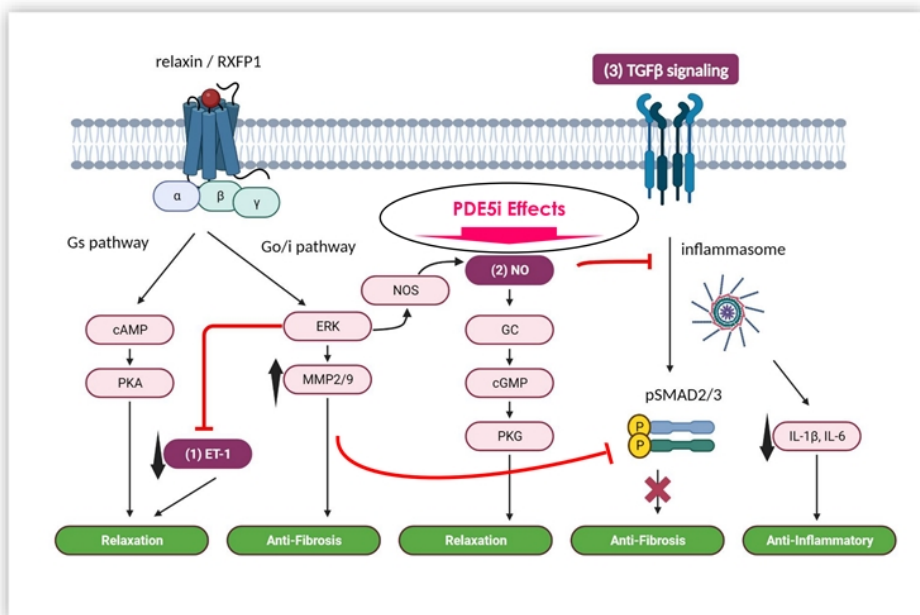 relaxin / RXFP1
(3) TGFβ signaling
α
β
γ
PDE5i Effects
Gs pathway
Go/i pathway
inflammasome
(2) NO
NOS
cAMP
ERK
GC
PKA
MMP2/9
cGMP
pSMAD2/3
P
P
PKG
IL-1β, IL-6
(1) ET-1
Relaxation
Anti-Fibrosis
Relaxation
Anti-Fibrosis
Anti-Inflammatory